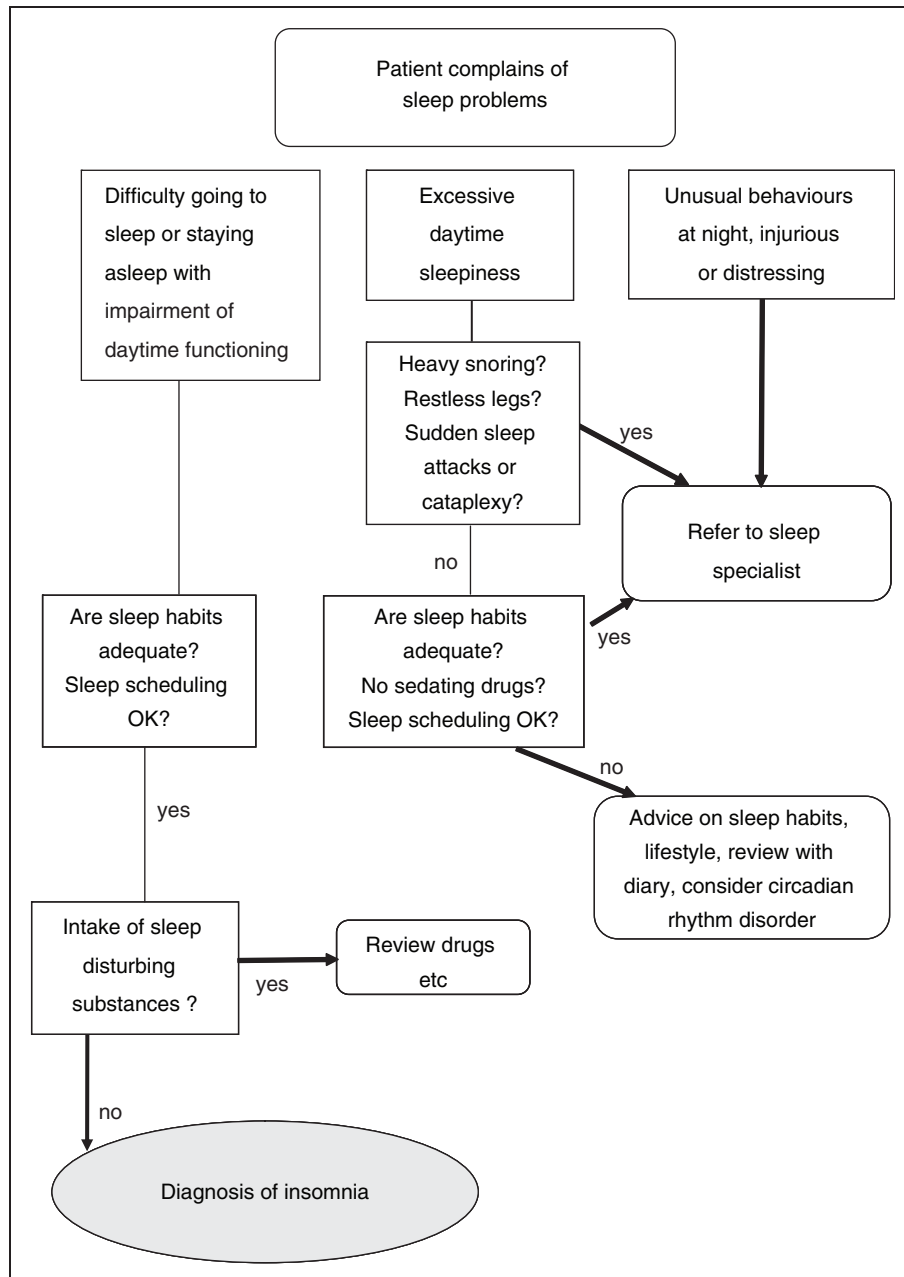 Patient complains of
sleep problems
Difficulty going to
sleep or staying
asleep with
impairment of
daytime functioning
Excessive
daytime
sleepiness
Unusual behaviours
at night, injurious
or distressing
Heavy snoring?
Restless legs?
Sudden sleep
attacks or
cataplexy?
yes
Refer to sleep
specialist
no
Are sleep habits
adequate?
Sleep scheduling
OK?
Are sleep habits
adequate?
No sedating drugs?
Sleep scheduling OK?
yes
no
yes
Advice on sleep habits,
lifestyle, review with
diary, consider circadian
rhythm disorder
Intake of sleep
disturbing
substances ?
yes
Review drugs
etc
no
Diagnosis of insomnia